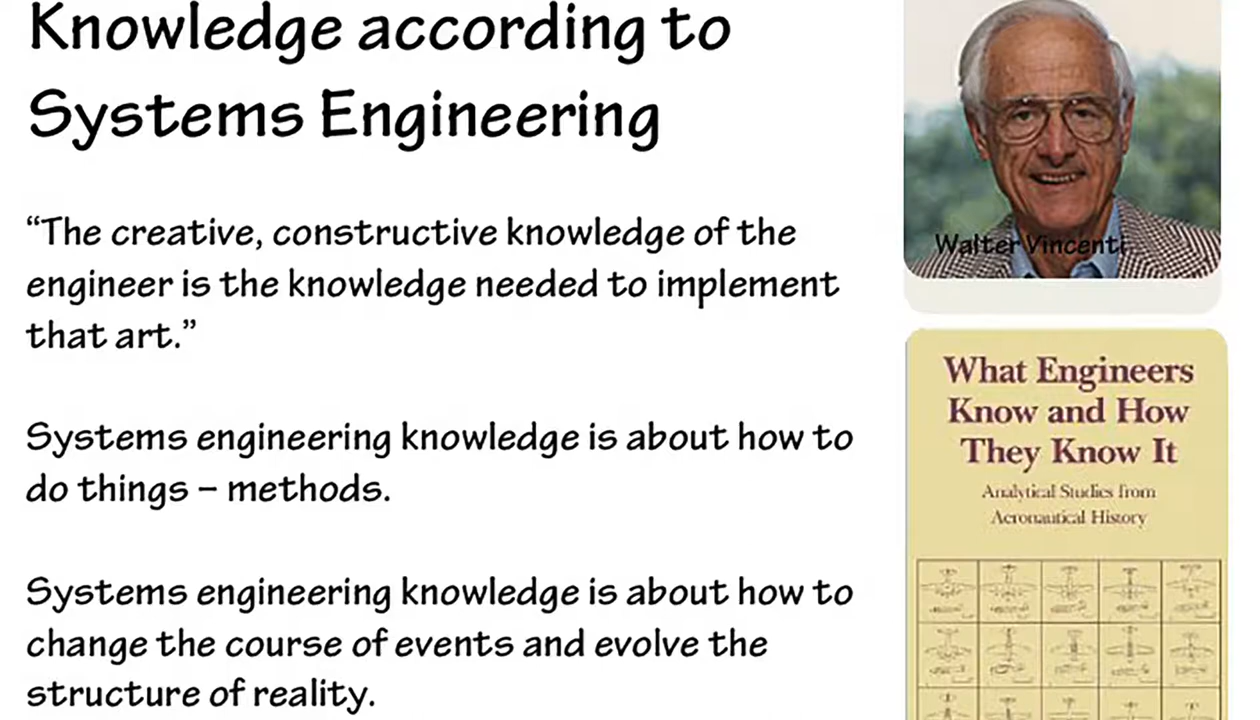 Knowledge according to
Systems Engineering
“The creative, constructive knowledge of the
engineer is the knowledge needed to implement
that art.”
Systems engineering knowledge is about how to
do things – methods.
Systems engineering knowledge is about how to
change the course of events and evolve the
structure of reality.
Walter Vincenti
What Engineers
Know and How
They Know It
Analytical Studies from
Aeronautical History